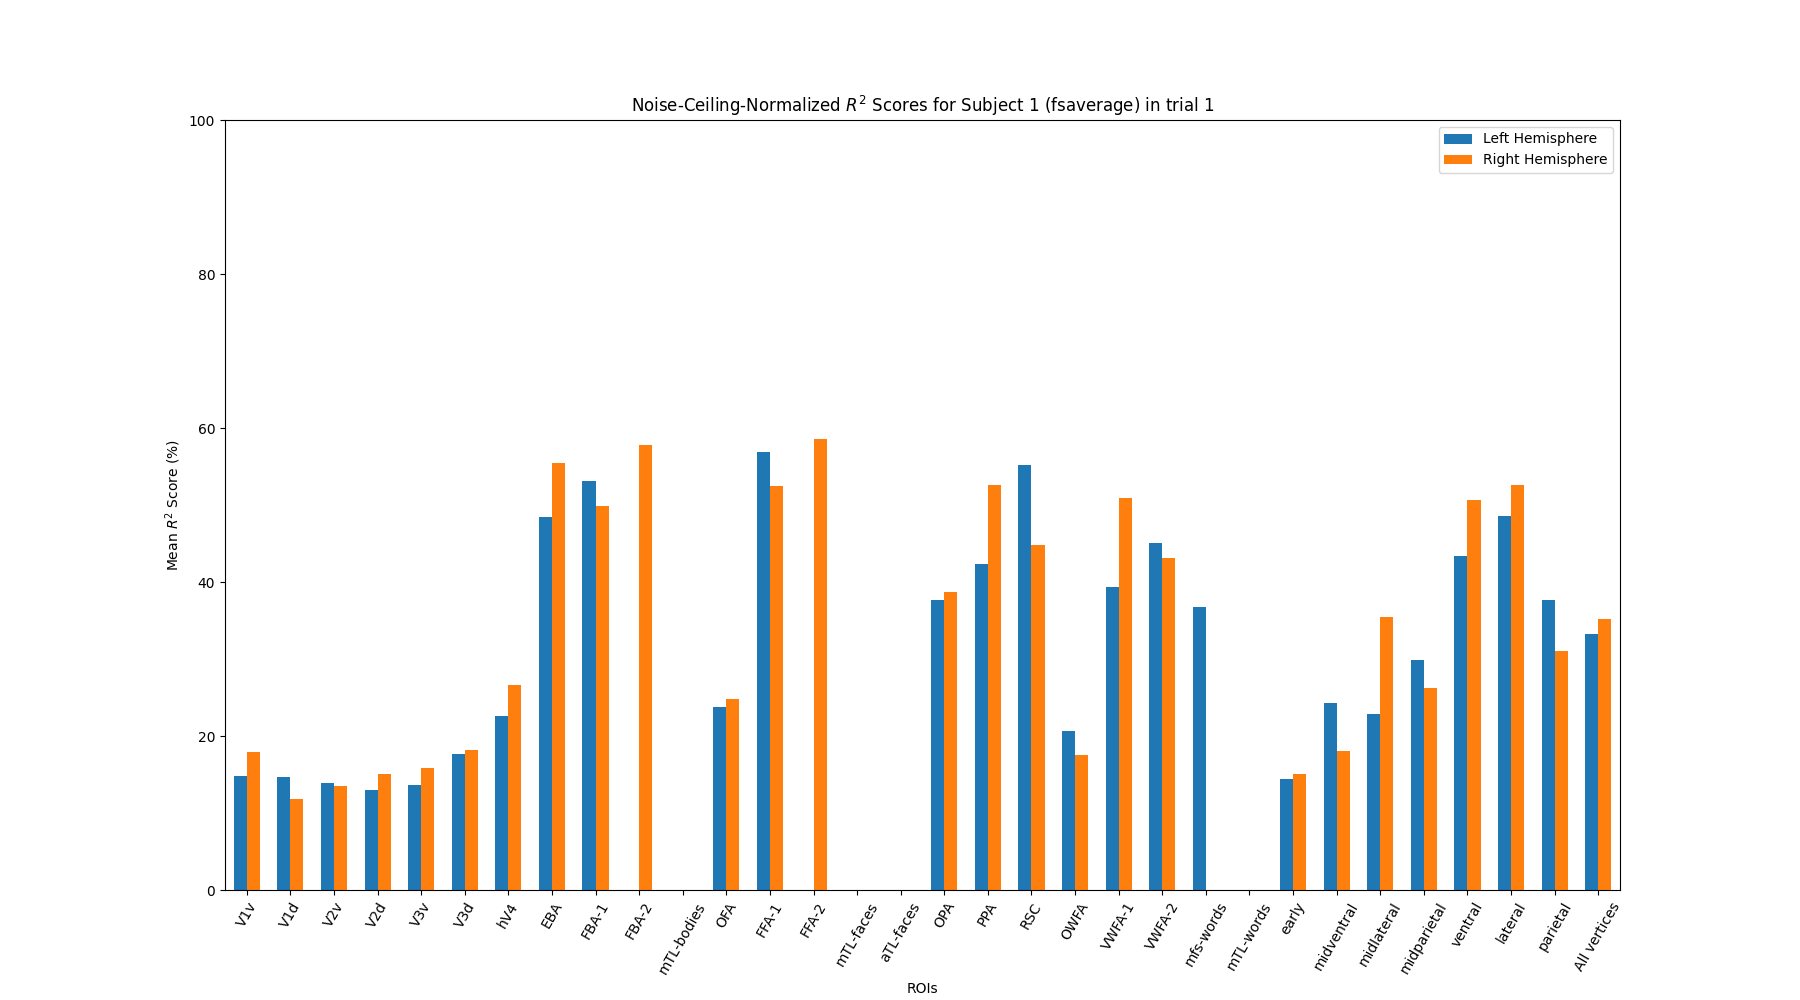 Noise-Ceiling-Normalized R² Scores for Subject 1 (fsaverage) in trial 1
Left Hemisphere
Right Hemisphere
Mean R² Score (%)
100
80
60
40
20
0
V1v
V1d
V2v
V2d
V3v
V3d
hV4
EBA
FBA-1
FBA-2
mTL-bodies
OFA
FFA-1
FFA-2
mTL-faces
aTL-faces
OPA
PPA
RSC
OWFA
VWFA-1
VWFA-2
mfs-words
mTL-words
early
midventral
midlateral
midparietal
ventral
lateral
parietal
All vertices
ROIs